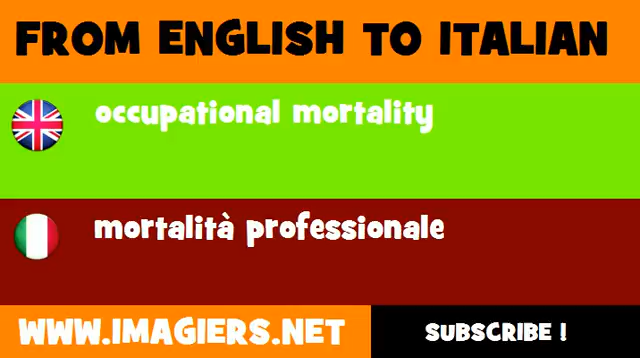 FROM ENGLISH TO ITALIAN
occupational mortality
mortalità professionale
WWW.IMAGIERS.NET
SUBSCRIBE !